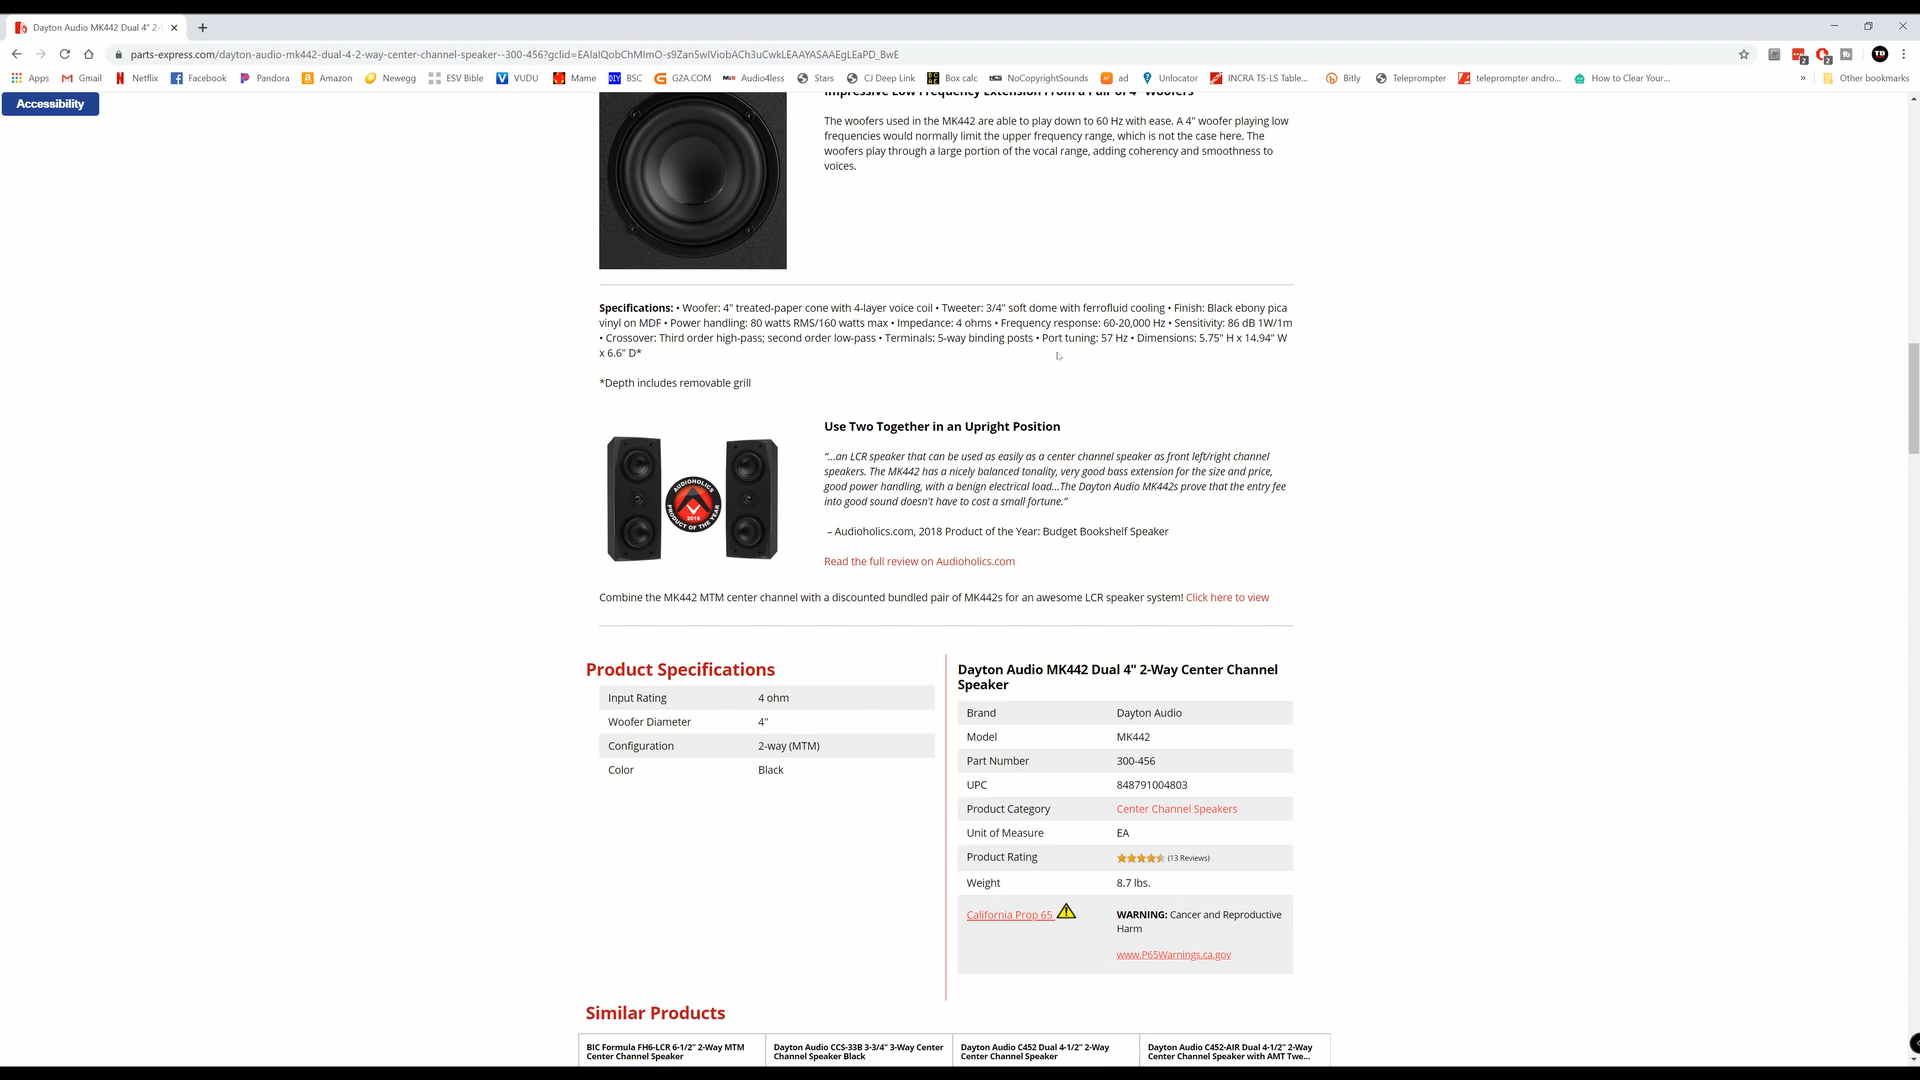 Dayton Audio MK442 Dual 4" 2-
parts-express.com/dayton-audio-mk442-dual-4-2-way-center-channel-speaker--300-456?gclid=EAIaIQobChMImO-s9Zan5wIViobACh3uCwkLEAAYASAAEgLEaPD_BwE
Apps Gmail Netflix Facebook Pandora Amazon Newegg ESV Bible VUDU Mame BSC G2A.COM Audio4less Stars CJ Deep Link Box calc NoCopyrightSounds ad Unlocator INCRA TS-LS Table... Bitly Teleprompter teleprompter andro... How to Clear Your... » Other bookmarks
Accessibility
Impressive Low Frequency Extension From a Pair of 4" Woofers
The woofers used in the MK442 are able to play down to 60 Hz with ease. A 4" woofer playing low
frequencies would normally limit the upper frequency range, which is not the case here. The
woofers play through a large portion of the vocal range, adding coherency and smoothness to
voices.
Specifications: • Woofer: 4" treated-paper cone with 4-layer voice coil • Tweeter: 3/4" soft dome with ferrofluid cooling • Finish: Black ebony pica
vinyl on MDF • Power handling: 80 watts RMS/160 watts max • Impedance: 4 ohms • Frequency response: 60-20,000 Hz • Sensitivity: 86 dB 1W/1m
• Crossover: Third order high-pass; second order low-pass • Terminals: 5-way binding posts • Port tuning: 57 Hz • Dimensions: 5.75" H x 14.94" W
x 6.6" D*
*Depth includes removable grill
AUDIOHOLICS
2018
PRODUCT OF THE YEAR
Use Two Together in an Upright Position
"...an LCR speaker that can be used as easily as a center channel speaker as front left/right channel
speakers. The MK442 has a nicely balanced tonality, very good bass extension for the size and price,
good power handling, with a benign electrical load...The Dayton Audio MK442s prove that the entry fee
into good sound doesn't have to cost a small fortune."
– Audioholics.com, 2018 Product of the Year: Budget Bookshelf Speaker
Read the full review on Audioholics.com
Combine the MK442 MTM center channel with a discounted bundled pair of MK442s for an awesome LCR speaker system! Click here to view
Product Specifications
Input Rating 4 ohm
Woofer Diameter 4"
Configuration 2-way (MTM)
Color Black
Dayton Audio MK442 Dual 4" 2-Way Center Channel
Speaker
Brand Dayton Audio
Model MK442
Part Number 300-456
UPC 848791004803
Product Category Center Channel Speakers
Unit of Measure EA
Product Rating (13 Reviews)
Weight 8.7 lbs.
California Prop 65 WARNING: Cancer and Reproductive
Harm
www.P65Warnings.ca.gov
Similar Products
BIC Formula FH6-LCR 6-1/2" 2-Way MTM
Center Channel Speaker
Dayton Audio CCS-33B 3-3/4" 3-Way Center
Channel Speaker Black
Dayton Audio C452 Dual 4-1/2" 2-Way
Center Channel Speaker
Dayton Audio C452-AIR Dual 4-1/2" 2-Way
Center Channel Speaker with AMT Twe...